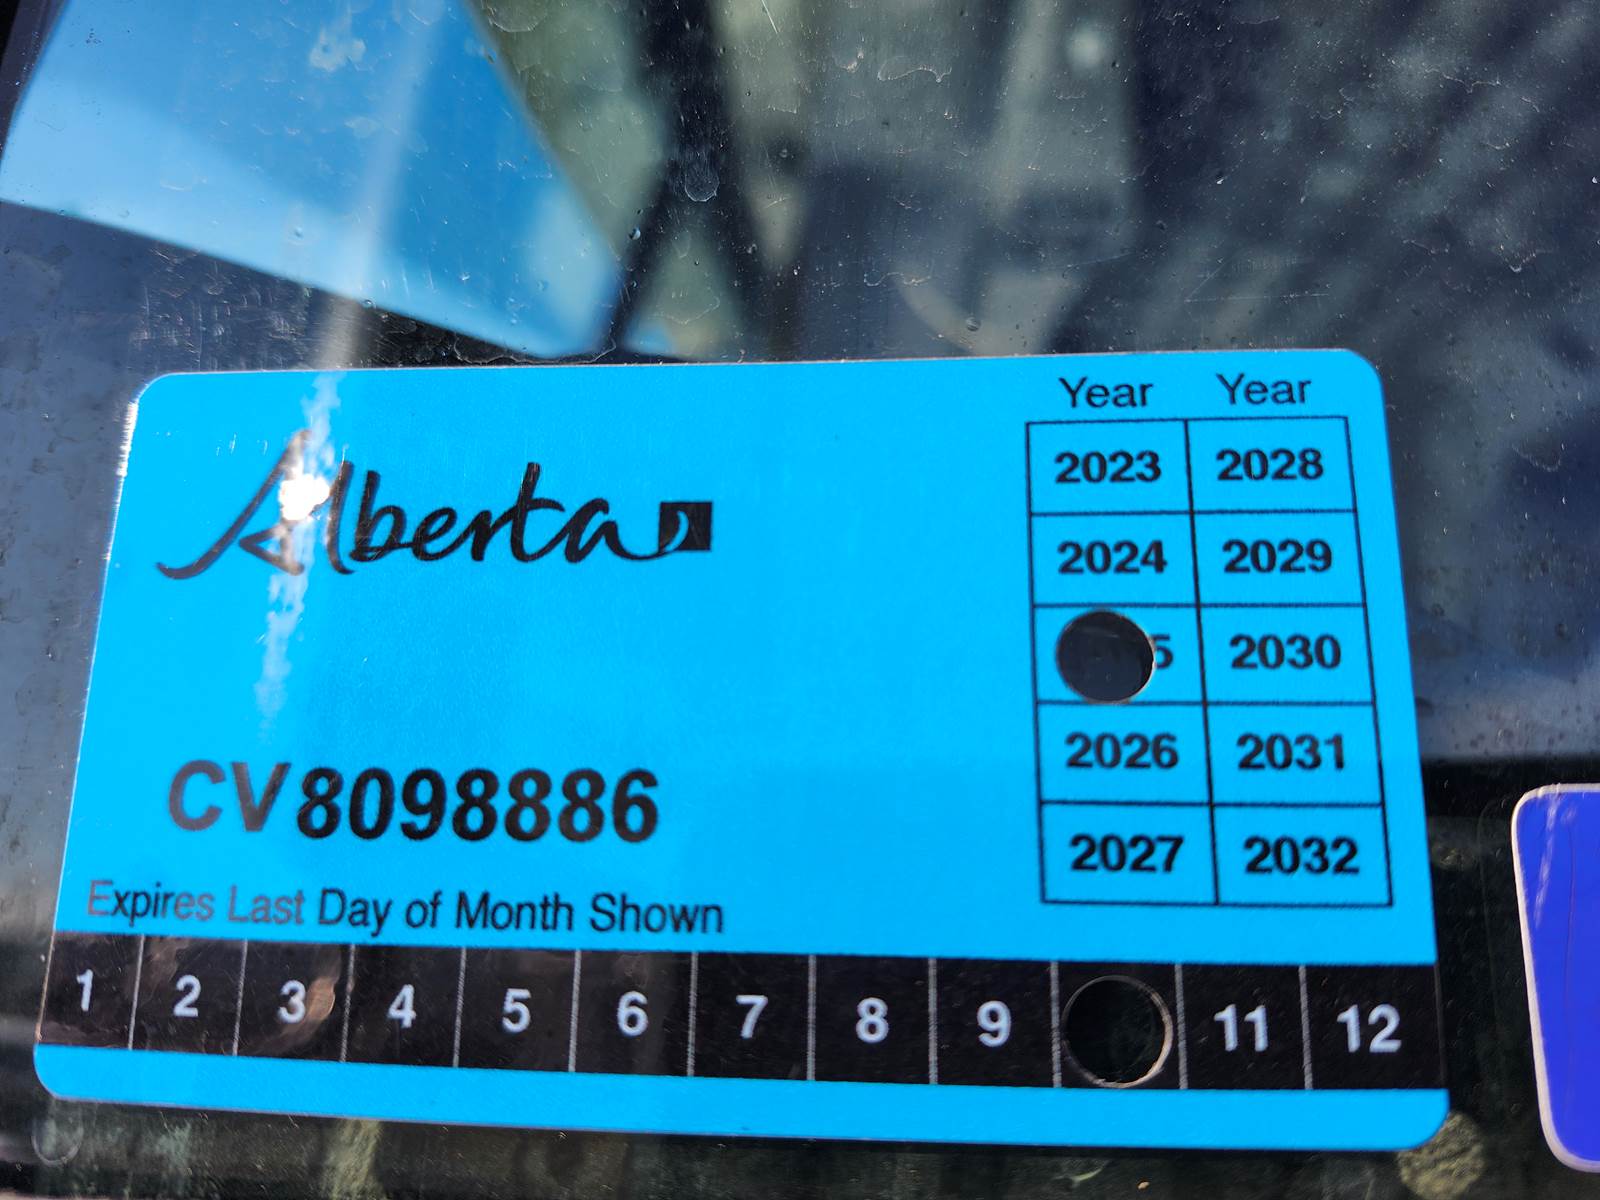 Year Year
2023 2028
2024 2029
5 2030
2026 2031
2027 2032
Alberta
CV8098886
Expires Last Day of Month Shown
1 2 3 4 5 6 7 8 9 11 12